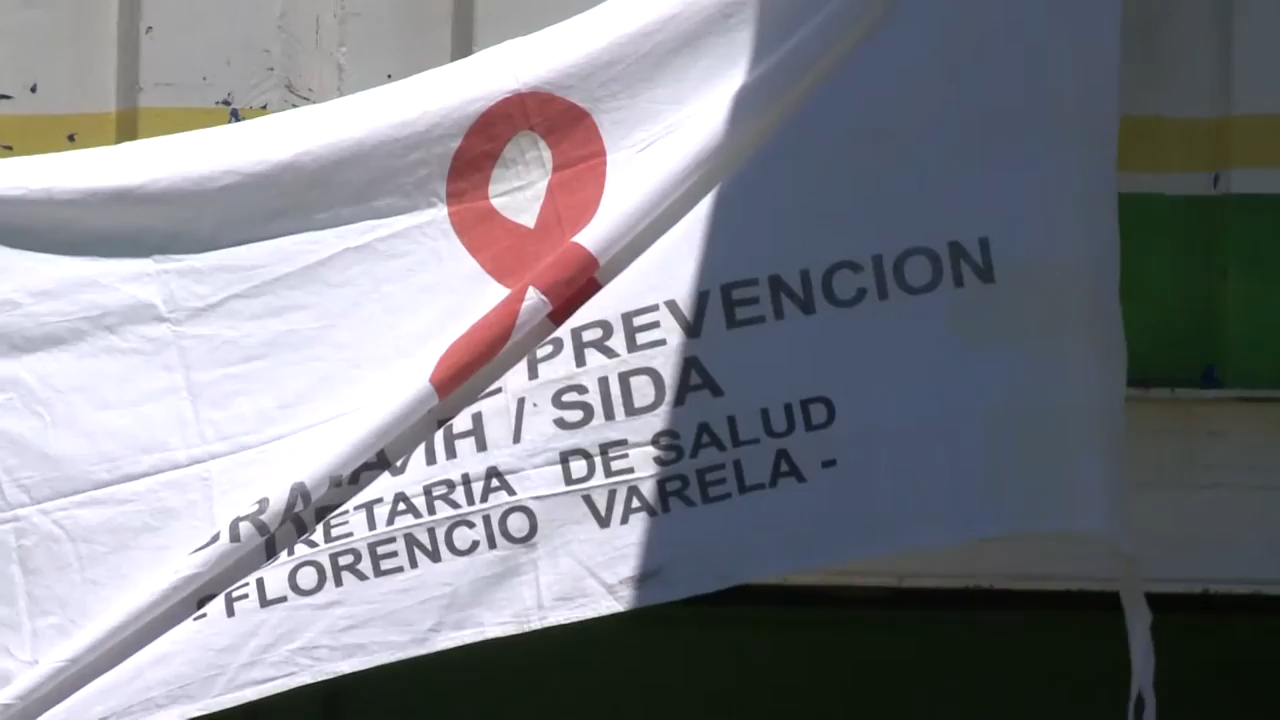 PREVENCION
VIH / SIDA
DE SALUD
FLORENCIO VARELA -